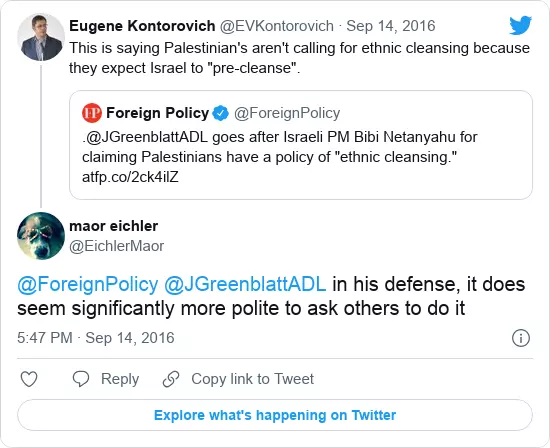 Eugene Kontorovich @EVKontorovich · Sep 14, 2016
This is saying Palestinian's aren't calling for ethnic cleansing because
they expect Israel to "pre-cleanse".
FP Foreign Policy @ForeignPolicy
.@JGreenblattADL goes after Israeli PM Bibi Netanyahu for
claiming Palestinians have a policy of "ethnic cleansing."
atfp.co/2ck4ilZ
maor eichler
@EichlerMaor
@ForeignPolicy @JGreenblattADL in his defense, it does
seem significantly more polite to ask others to do it
5:47 PM · Sep 14, 2016
Reply Copy link to Tweet
Explore what's happening on Twitter